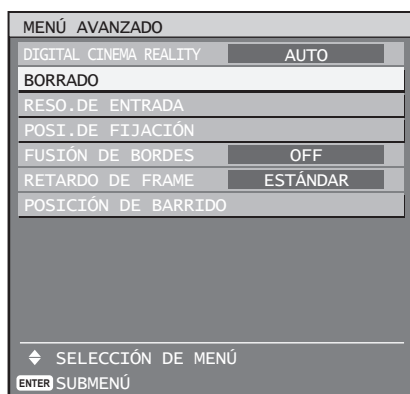 MENÚ AVANZADO
DIGITAL CINEMA REALITY AUTO
BORRADO
RESO.DE ENTRADA
POSI.DE FIJACIÓN
FUSIÓN DE BORDES OFF
RETARDO DE FRAME ESTÁNDAR
POSICIÓN DE BARRIDO
SELECCIÓN DE MENÚ
ENTER SUBMENÚ